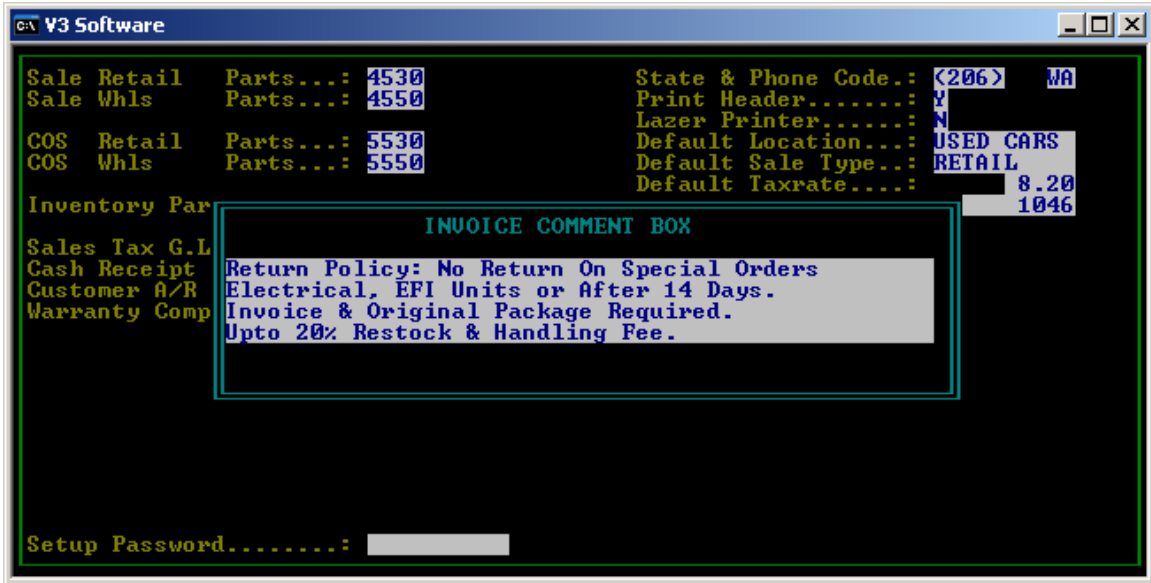 V3 Software
Sale Retail Parts...: 4530 State & Phone Code.: (206) WA
Sale Whls Parts...: 4550 Print Header.......: Y
Lazer Printer......: N
COS Retail Parts...: 5530 Default Location...: USED CARS
COS Whls Parts...: 5550 Default Sale Type..: RETAIL
Default Taxrate....: 8.20
Inventory Par 1046
INVOICE COMMENT BOX
Sales Tax G.L
Cash Receipt Return Policy: No Return On Special Orders
Customer A/R Electrical, EFI Units or After 14 Days.
Warranty Comp Invoice & Original Package Required.
Upto 20% Restock & Handling Fee.
Setup Password........: